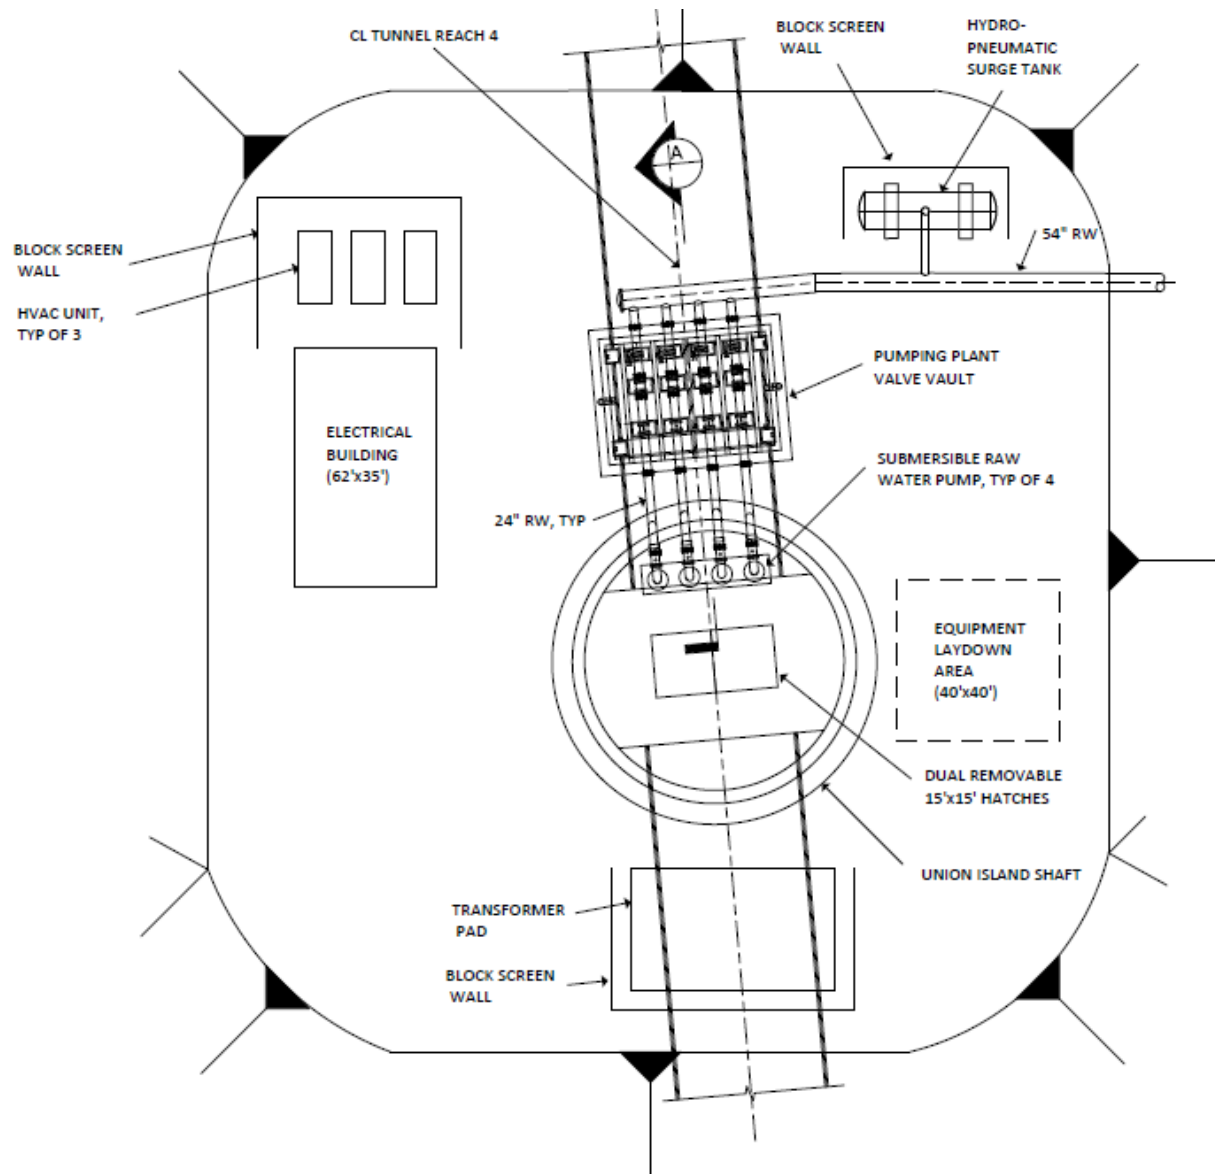 CL TUNNEL REACH 4
BLOCK SCREEN
WALL
HYDRO-
PNEUMATIC
SURGE TANK
A
54" RW
BLOCK SCREEN
WALL
HVAC UNIT,
TYP OF 3
PUMPING PLANT
VALVE VAULT
ELECTRICAL
BUILDING
(62'x35')
SUBMERSIBLE RAW
WATER PUMP, TYP OF 4
24" RW, TYP
EQUIPMENT
LAYDOWN
AREA
(40'x40')
DUAL REMOVABLE
15'x15' HATCHES
UNION ISLAND SHAFT
TRANSFORMER
PAD
BLOCK SCREEN
WALL